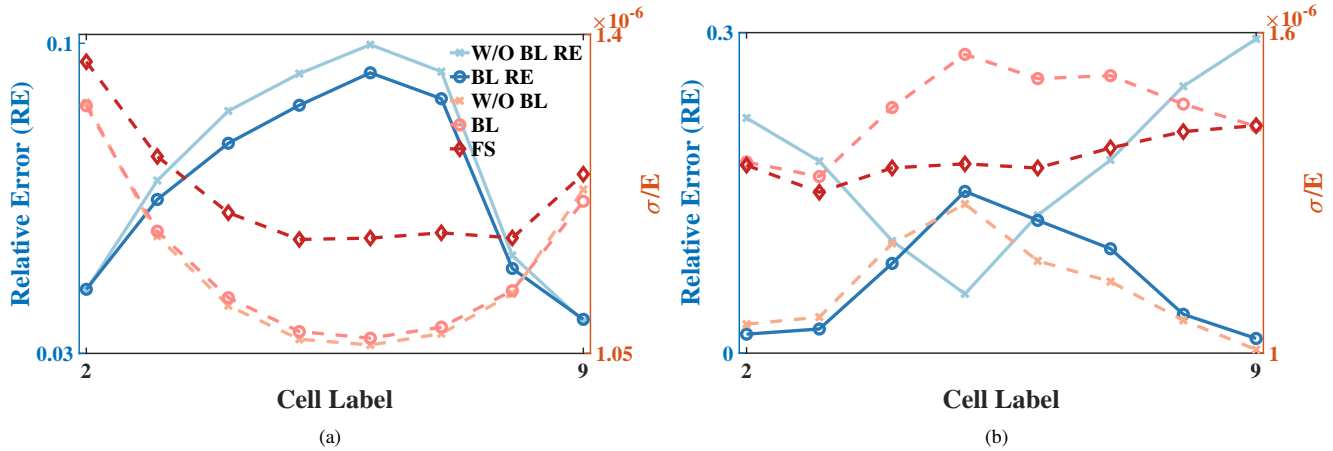 ×10⁻⁶
0.1
1.4
W/O BL RE
BL RE
W/O BL
BL
FS
Relative Error (RE)
σ/E
0.03
1.05
2
9
Cell Label
(a)
×10⁻⁶
0.3
1.6
Relative Error (RE)
σ/E
0
1
2
9
Cell Label
(b)